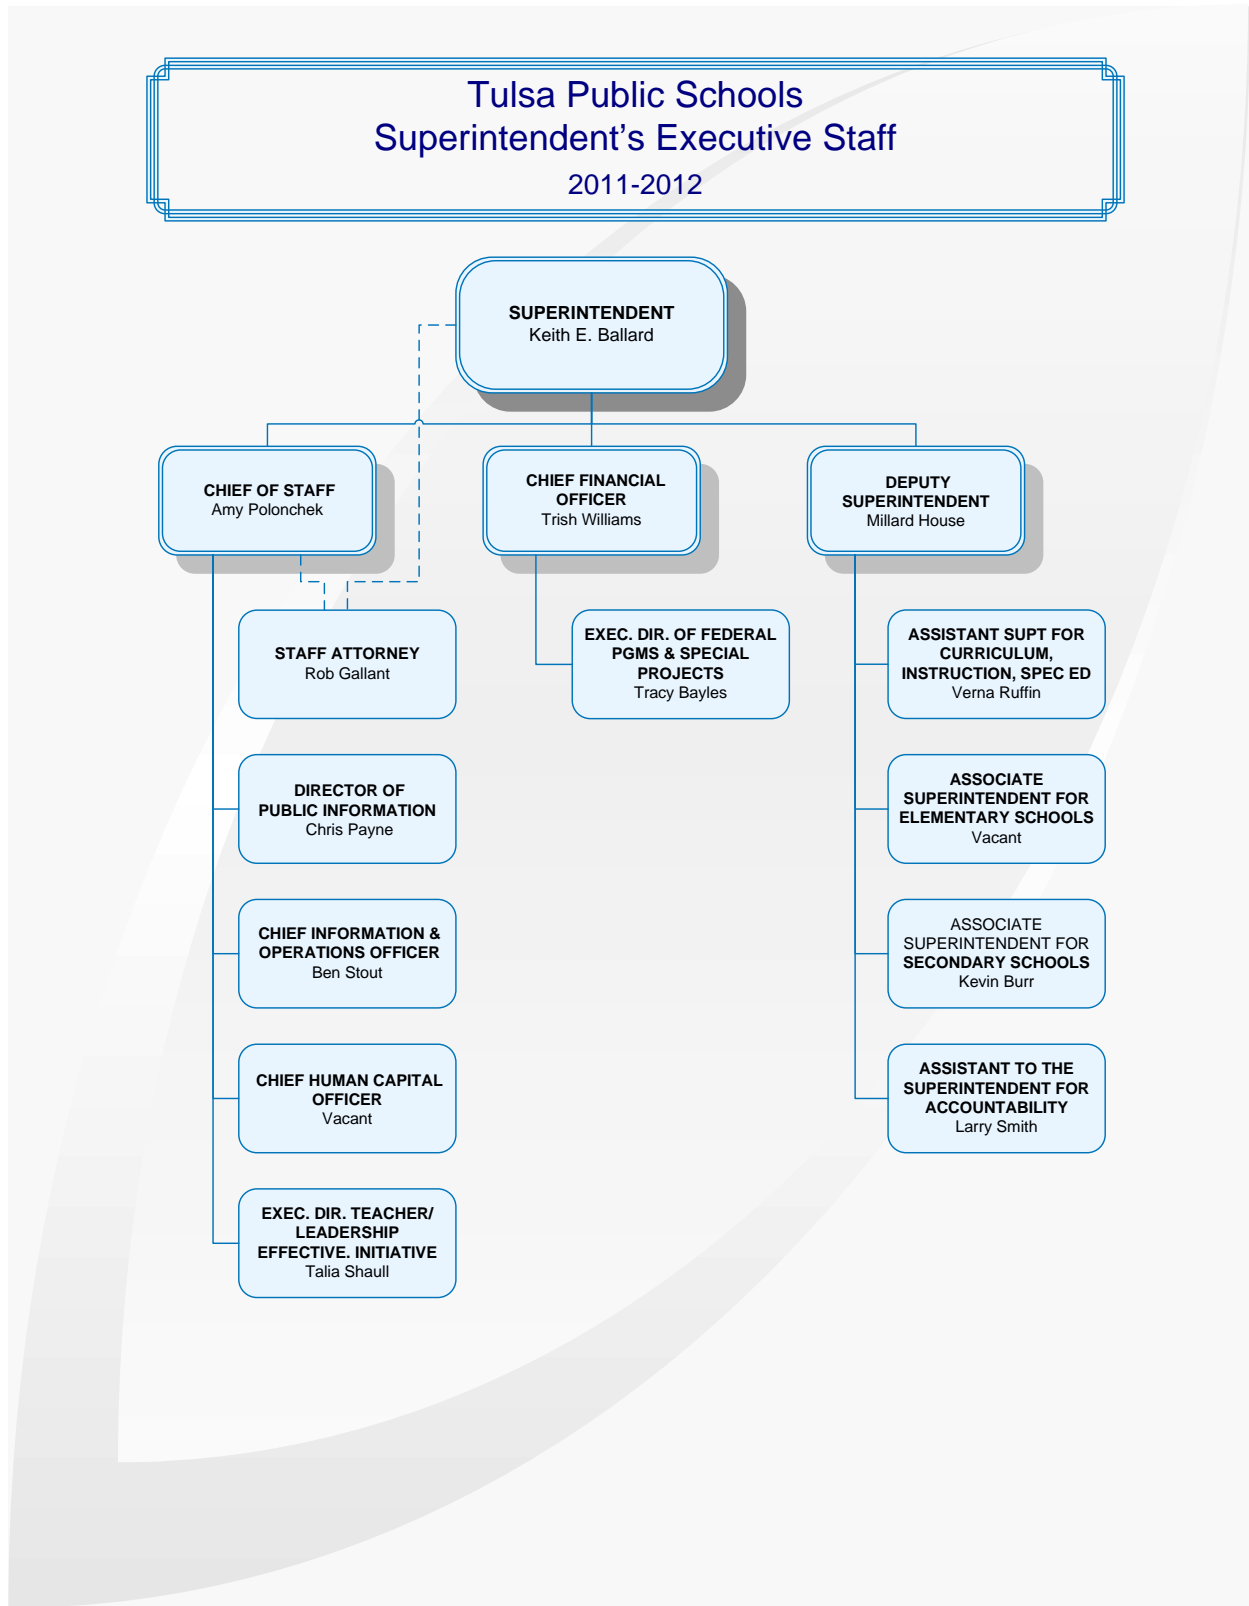 Tulsa Public Schools
Superintendent's Executive Staff
2011-2012
SUPERINTENDENT
Keith E. Ballard
CHIEF OF STAFF
Amy Polonchek
CHIEF FINANCIAL
OFFICER
Trish Williams
DEPUTY
SUPERINTENDENT
Millard House
STAFF ATTORNEY
Rob Gallant
EXEC. DIR. OF FEDERAL
PGMS & SPECIAL
PROJECTS
Tracy Bayles
ASSISTANT SUPT FOR
CURRICULUM,
INSTRUCTION, SPEC ED
Verna Ruffin
DIRECTOR OF
PUBLIC INFORMATION
Chris Payne
ASSOCIATE
SUPERINTENDENT FOR
ELEMENTARY SCHOOLS
Vacant
CHIEF INFORMATION &
OPERATIONS OFFICER
Ben Stout
ASSOCIATE
SUPERINTENDENT FOR
SECONDARY SCHOOLS
Kevin Burr
CHIEF HUMAN CAPITAL
OFFICER
Vacant
ASSISTANT TO THE
SUPERINTENDENT FOR
ACCOUNTABILITY
Larry Smith
EXEC. DIR. TEACHER/
LEADERSHIP
EFFECTIVE. INITIATIVE
Talia Shaull